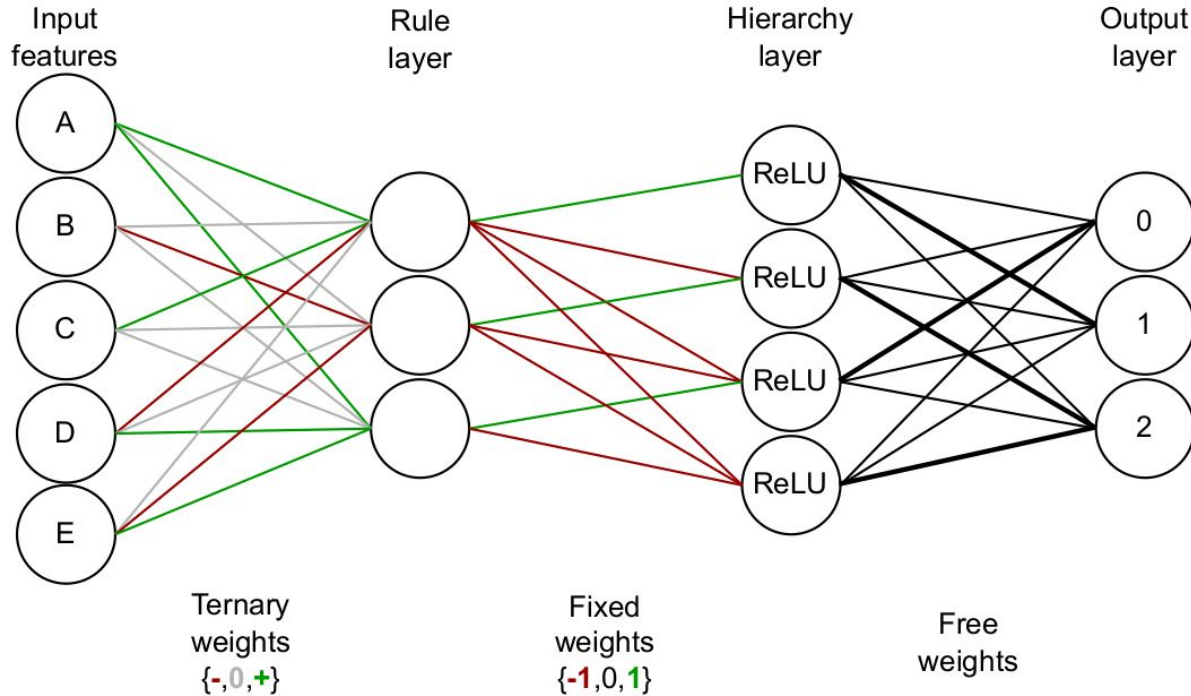 Input
features
Rule
layer
Hierarchy
layer
Output
layer
A
B
C
D
E
ReLU
ReLU
ReLU
ReLU
0
1
2
Ternary
weights
{-,0,+}
Fixed
weights
{-1,0,1}
Free
weights